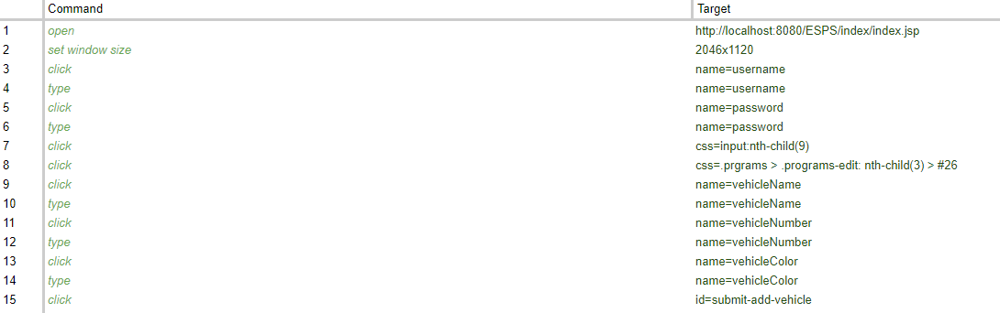 Command Target
1 open http://localhost:8080/ESPS/index/index.jsp
2 set window size 2046x1120
3 click name=username
4 type name=username
5 click name=password
6 type name=password
7 click css=input:nth-child(9)
8 click css=.prgrams > .programs-edit: nth-child(3) > #26
9 click name=vehicleName
10 type name=vehicleName
11 click name=vehicleNumber
12 type name=vehicleNumber
13 click name=vehicleColor
14 type name=vehicleColor
15 click id=submit-add-vehicle